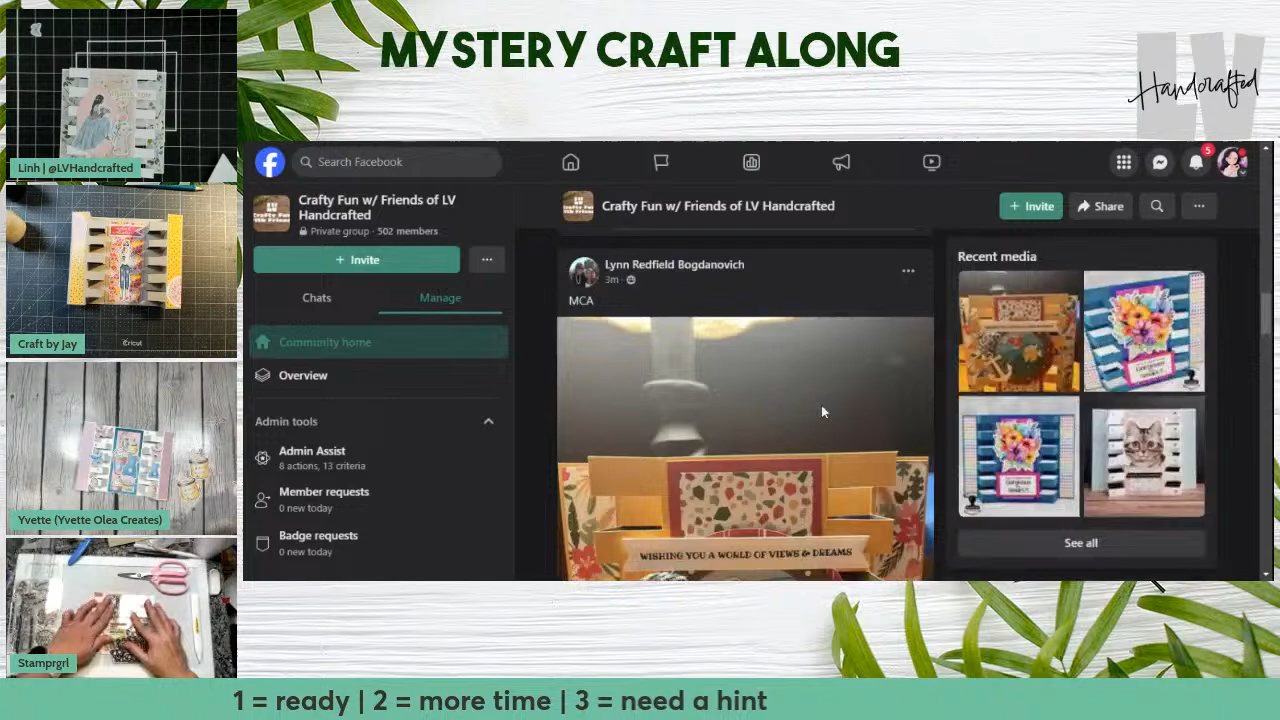 MYSTERY CRAFT ALONG
Handcrafted
Linh | @LVHandcrafted
Craft by Jay
cricut
Yvette (Yvette Olea Creates)
Stamprgrl
Search Facebook
5
Crafty Fun w/ Friends of LV
Handcrafted
Private group · 502 members
+ Invite
...
Chats
Manage
Community home
Overview
Admin tools
Admin Assist
8 actions, 13 criteria
Member requests
0 new today
Badge requests
0 new today
Crafty Fun w/ Friends of LV Handcrafted
+ Invite
Share
...
Lynn Redfield Bogdanovich
3m ·
...
MCA
WISHING YOU A WORLD OF VIEWS & DREAMS
Recent media
See all
1 = ready | 2 = more time | 3 = need a hint